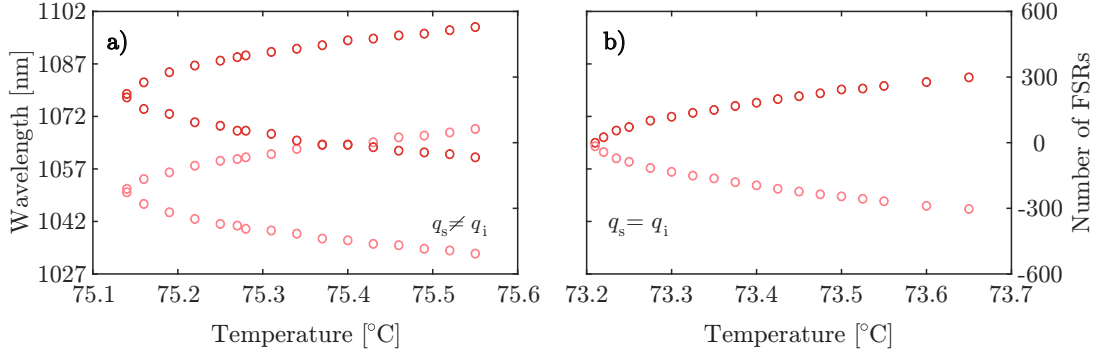 a)
1102
1087
1072
1057
1042
1027
Wavelength [nm]
q_s ≠ q_i
75.1
75.2
75.3
75.4
75.5
75.6
Temperature [°C]
b)
600
300
0
-300
-600
Number of FSRs
q_s = q_i
73.2
73.3
73.4
73.5
73.6
73.7
Temperature [°C]